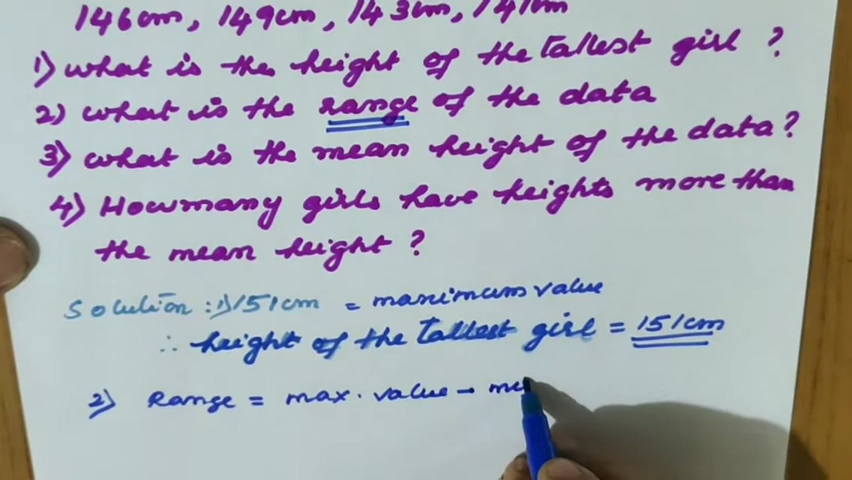 146cm, 149cm, 143cm, 141cm
1) what is the height of the tallest girl ?
2) what is the range of the data
3) what is the mean height of the data?
4) Howmany girls have heights more than
the mean height ?
Solution : 1) 151cm = maximum value
∴ height of the tallest girl = 151cm
2) Range = max. value -